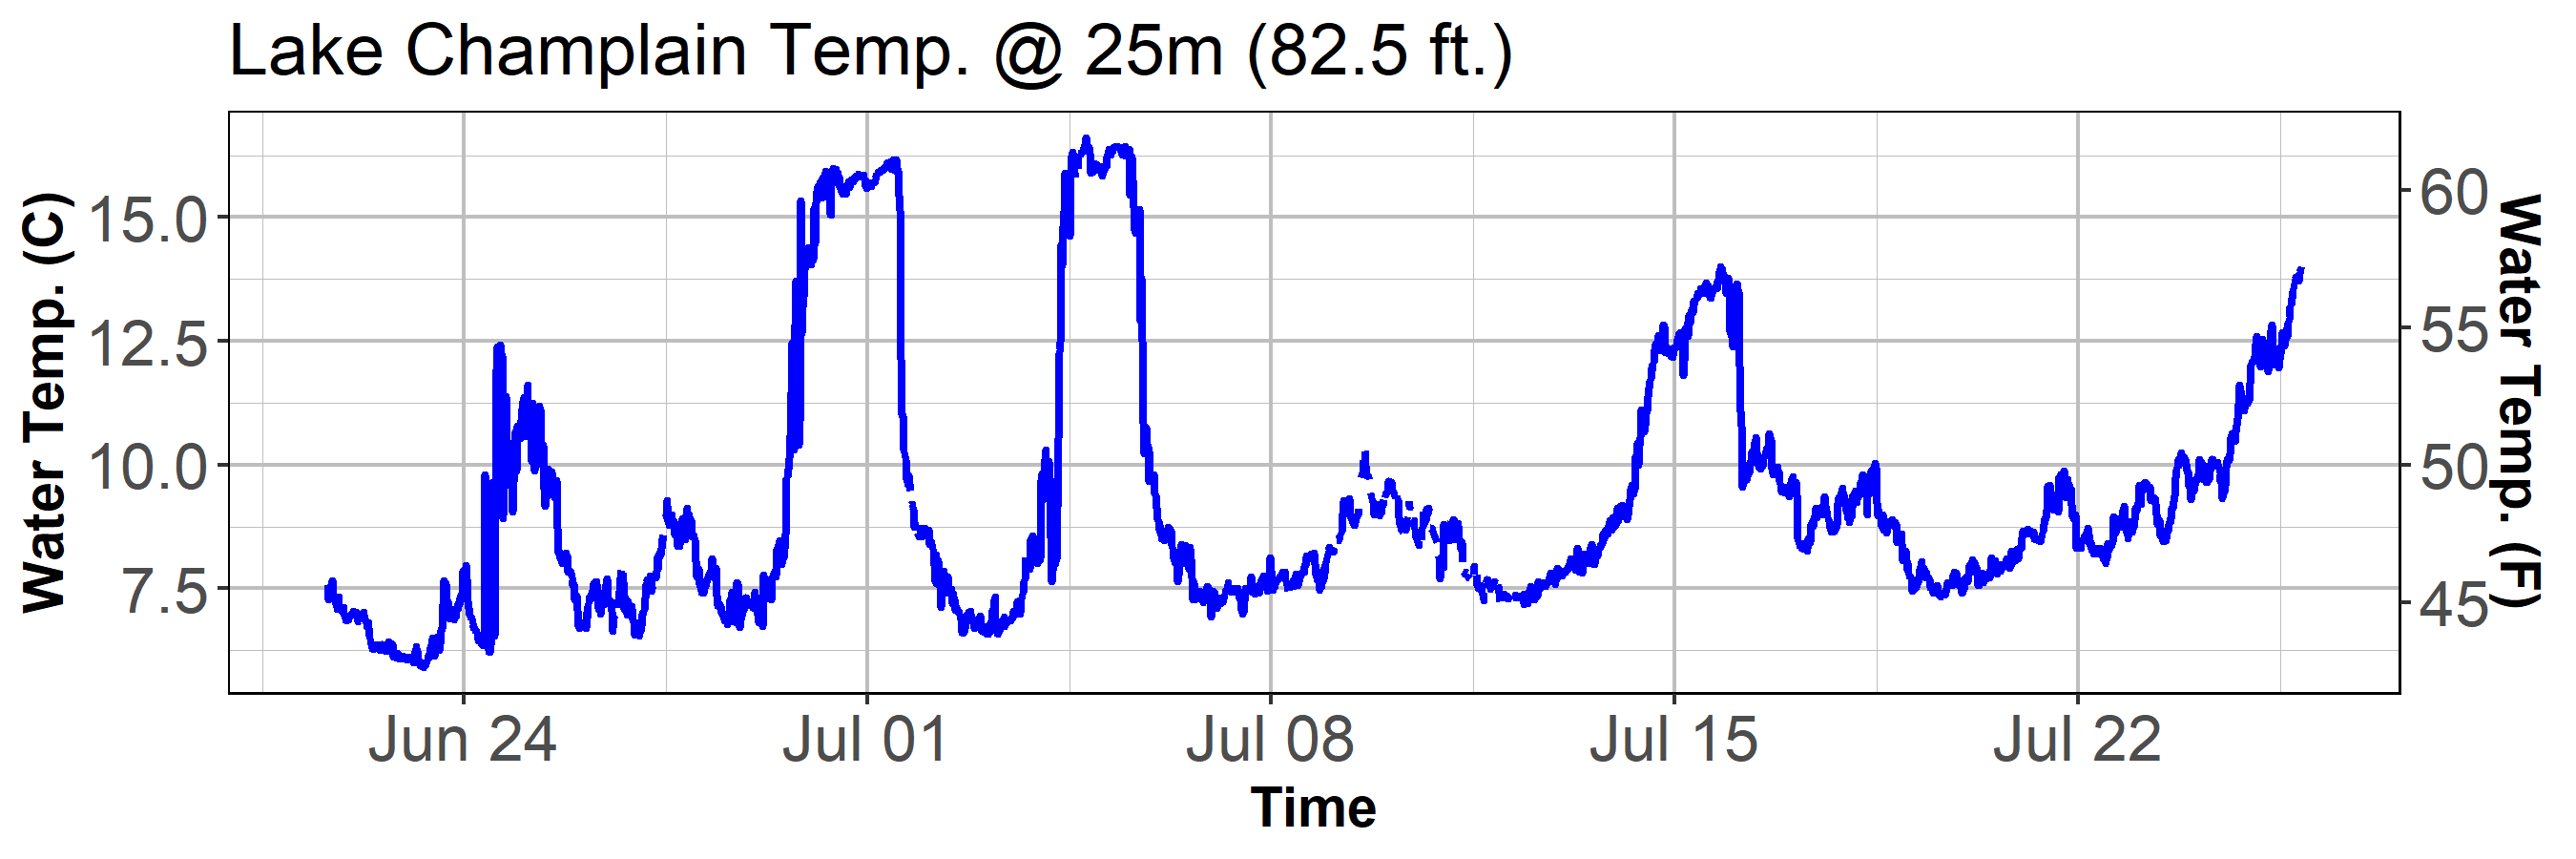 Lake Champlain Temp. @ 25m (82.5 ft.)
Water Temp. (C)
15.0
12.5
10.0
7.5
60
55
50
45
Water Temp. (F)
Jun 24
Jul 01
Jul 08
Jul 15
Jul 22
Time